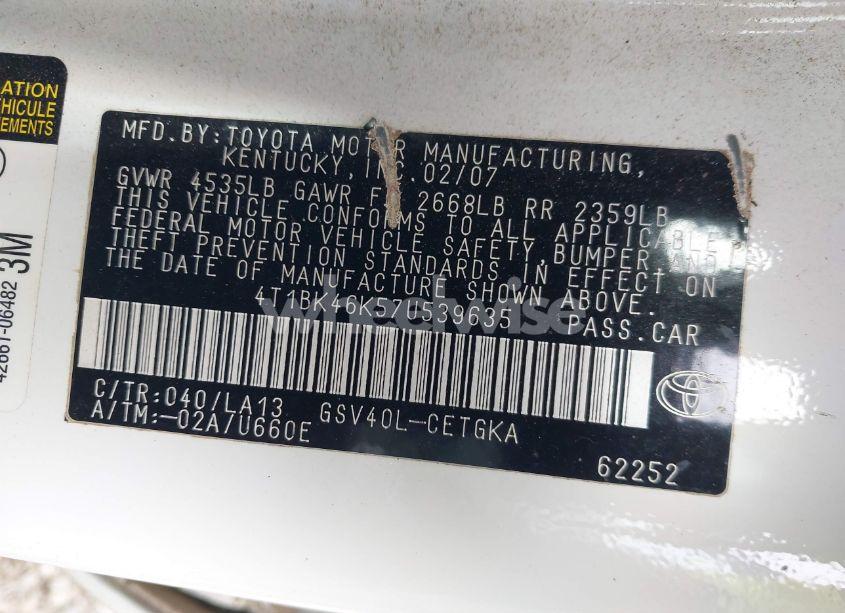 ATION
HICULE
EMENTS
42661-06482 3M
MFD. BY: TOYOTA MOTOR MANUFACTURING,
KENTUCKY, INC. 02/07
GVWR 4535LB GAWR FR 2668LB RR 2359LB
THIS VEHICLE CONFORMS TO ALL APPLICABLE
FEDERAL MOTOR VEHICLE SAFETY, BUMPER AND
THEFT PREVENTION STANDARDS IN EFFECT ON
THE DATE OF MANUFACTURE SHOWN ABOVE.
4T1BK46K57U539635 PASS.CAR
wheelwise
C/TR:040/LA13 GSV40L-CETGKA
A/TM:-02A/U660E
62252